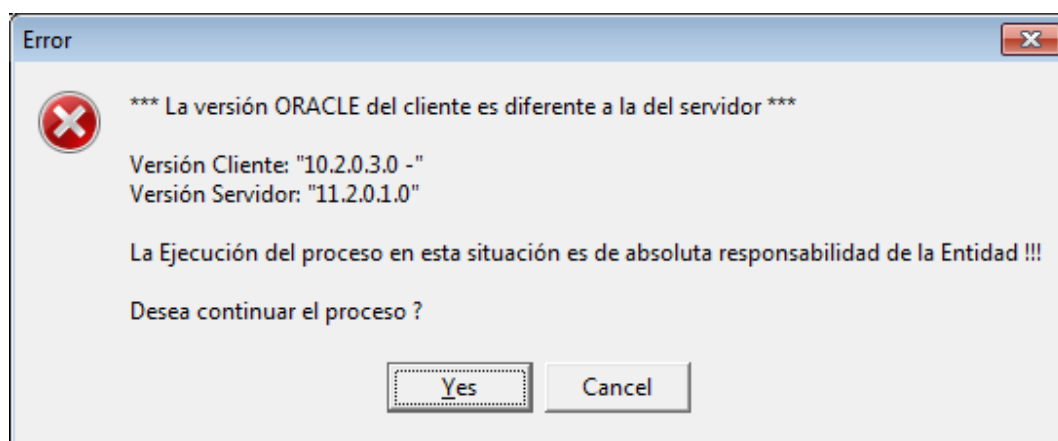 Error
*** La versión ORACLE del cliente es diferente a la del servidor ***
Versión Cliente: "10.2.0.3.0 -"
Versión Servidor: "11.2.0.1.0"
La Ejecución del proceso en esta situación es de absoluta responsabilidad de la Entidad !!!
Desea continuar el proceso ?
Yes
Cancel